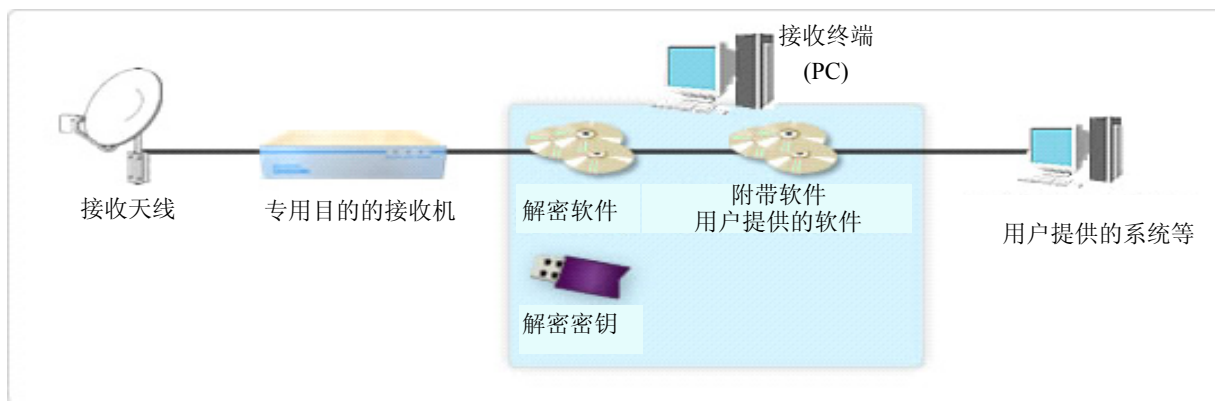 接收终端
(PC)
接收天线
专用目的的接收机
解密软件
附带软件
用户提供的软件
用户提供的系统等
解密密钥